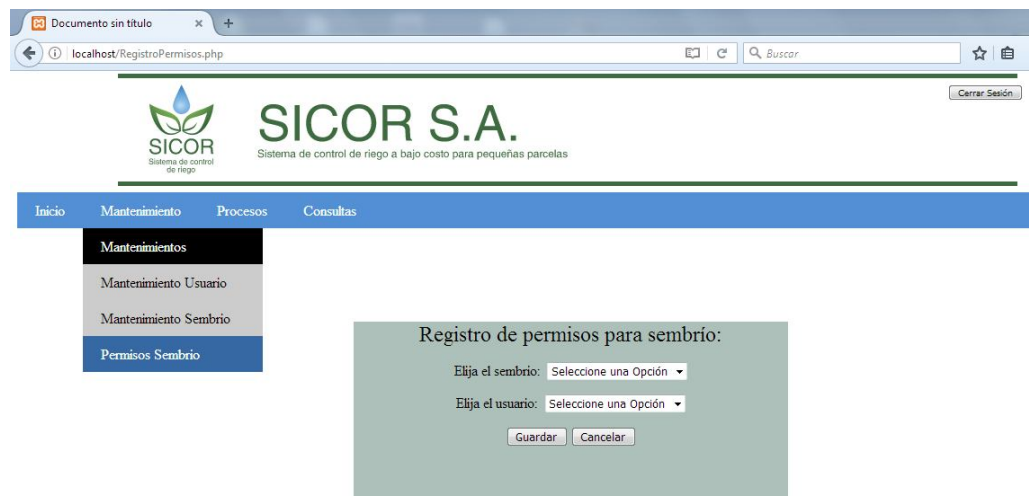 Documento sin título
localhost/RegistroPermisos.php
Buscar
Cerrar Sesión
SICOR
Sistema de control
de riego
SICOR S.A.
Sistema de control de riego a bajo costo para pequeñas parcelas
Inicio Mantenimiento Procesos Consultas
Mantenimientos
Mantenimiento Usuario
Mantenimiento Sembrio
Permisos Sembrio
Registro de permisos para sembrío:
Elija el sembrio: Seleccione una Opción
Elija el usuario: Seleccione una Opción
Guardar Cancelar